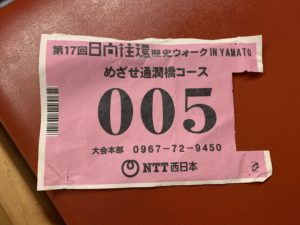 第17回日向往還歴史ウォークIN YAMATO
めざせ通潤橋コース
005
大会本部 0967-72-9450
NTT西日本